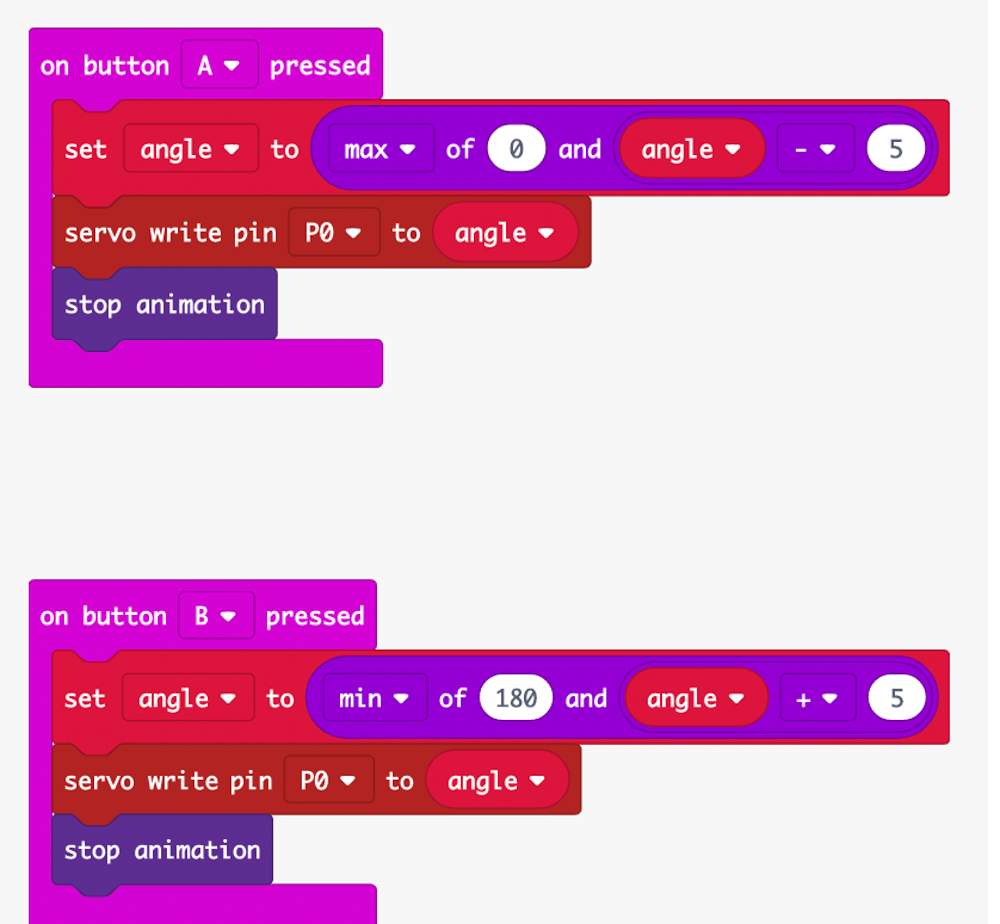 on button A pressed
set angle to max of 0 and angle - 5
servo write pin P0 to angle
stop animation
on button B pressed
set angle to min of 180 and angle + 5
servo write pin P0 to angle
stop animation